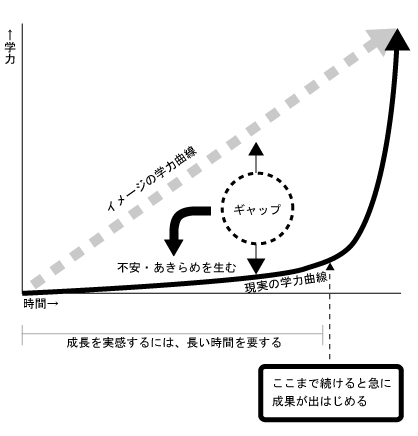 ↑学力
イメージの学力曲線
ギャップ
不安・あきらめを生む
現実の学力曲線
時間→
成長を実感するには、長い時間を要する
ここまで続けると急に
成果が出はじめる